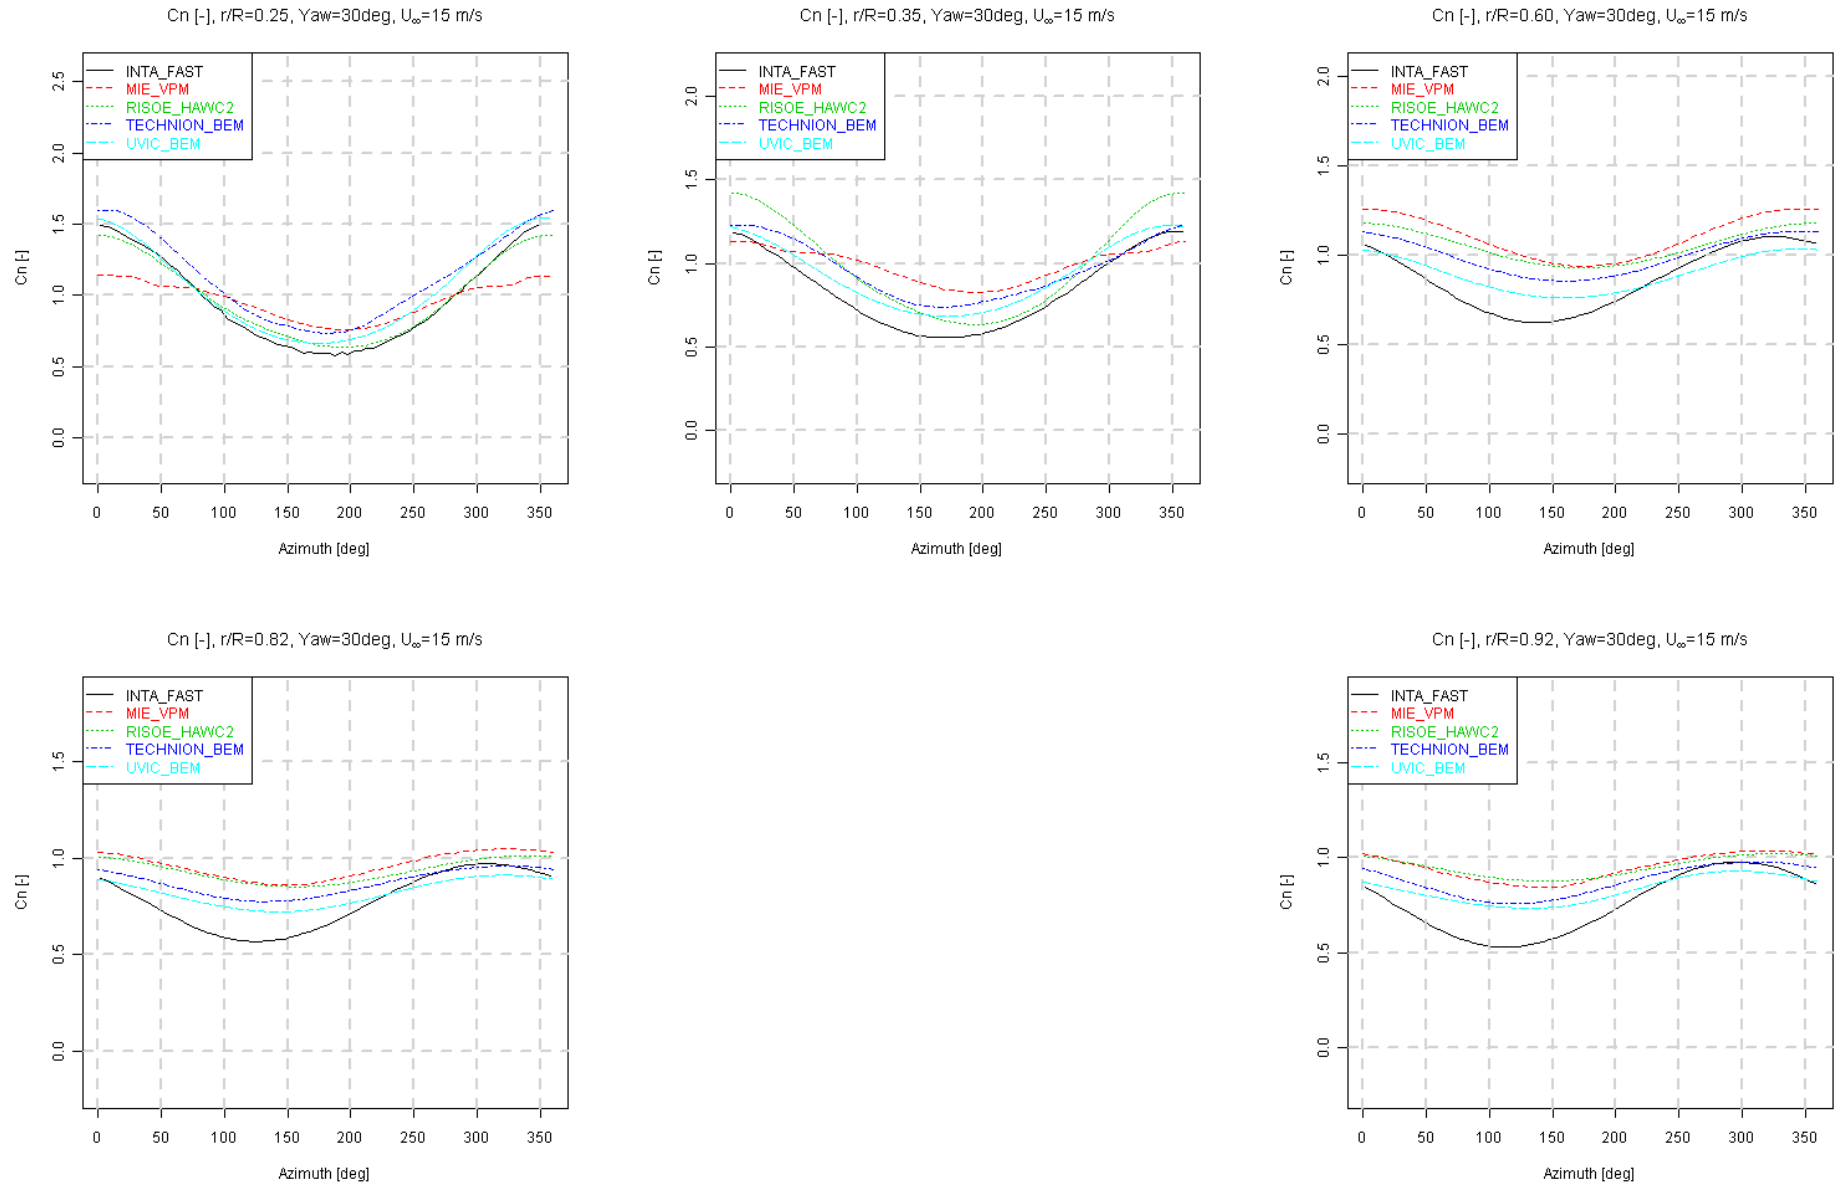 Cn [-], r/R=0.25, Yaw=30deg, U∞=15 m/s
INTA_FAST
MIE_VPM
RISOE_HAWC2
TECHNION_BEM
UVIC_BEM
Cn [-]
0.0 0.5 1.0 1.5 2.0 2.5
0 50 100 150 200 250 300 350
Azimuth [deg]
Cn [-], r/R=0.35, Yaw=30deg, U∞=15 m/s
INTA_FAST
MIE_VPM
RISOE_HAWC2
TECHNION_BEM
UVIC_BEM
Cn [-]
0.0 0.5 1.0 1.5 2.0
0 50 100 150 200 250 300 350
Azimuth [deg]
Cn [-], r/R=0.60, Yaw=30deg, U∞=15 m/s
INTA_FAST
MIE_VPM
RISOE_HAWC2
TECHNION_BEM
UVIC_BEM
Cn [-]
0.0 0.5 1.0 1.5 2.0
0 50 100 150 200 250 300 350
Azimuth [deg]
Cn [-], r/R=0.82, Yaw=30deg, U∞=15 m/s
INTA_FAST
MIE_VPM
RISOE_HAWC2
TECHNION_BEM
UVIC_BEM
Cn [-]
0.0 0.5 1.0 1.5
0 50 100 150 200 250 300 350
Azimuth [deg]
Cn [-], r/R=0.92, Yaw=30deg, U∞=15 m/s
INTA_FAST
MIE_VPM
RISOE_HAWC2
TECHNION_BEM
UVIC_BEM
Cn [-]
0.0 0.5 1.0 1.5
0 50 100 150 200 250 300 350
Azimuth [deg]